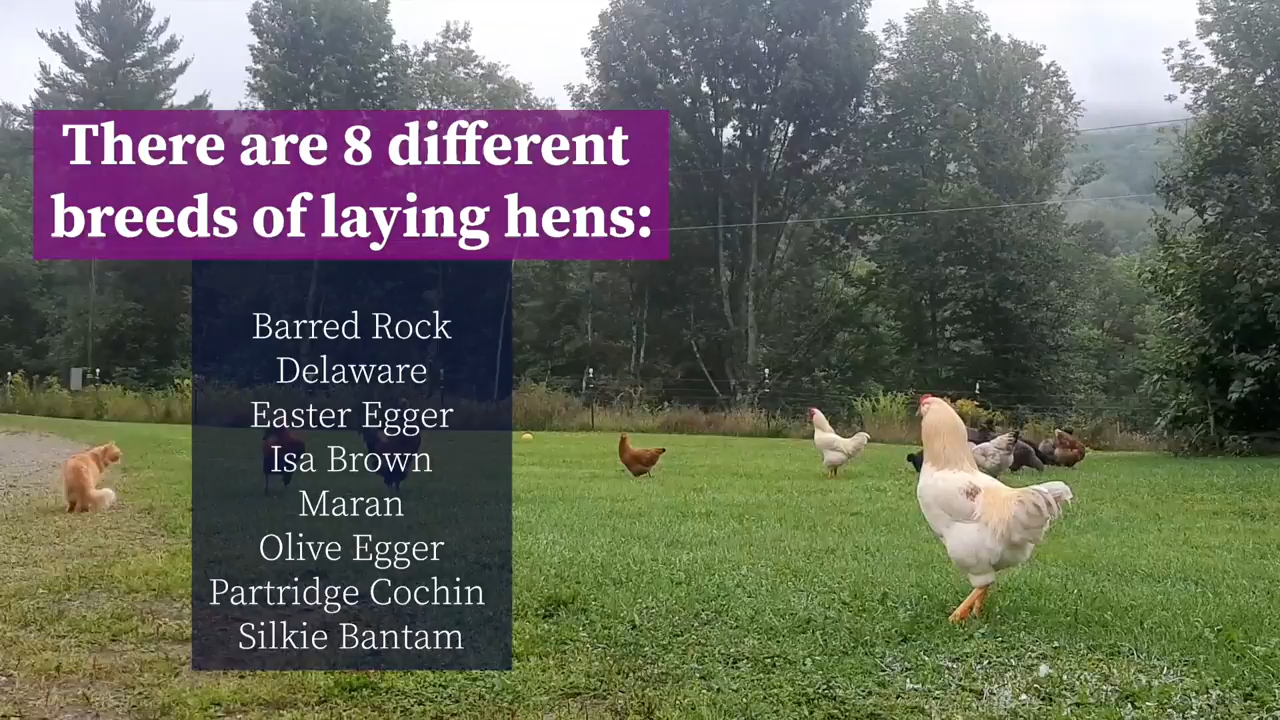 There are 8 different
breeds of laying hens:
Barred Rock
Delaware
Easter Egger
Isa Brown
Maran
Olive Egger
Partridge Cochin
Silkie Bantam